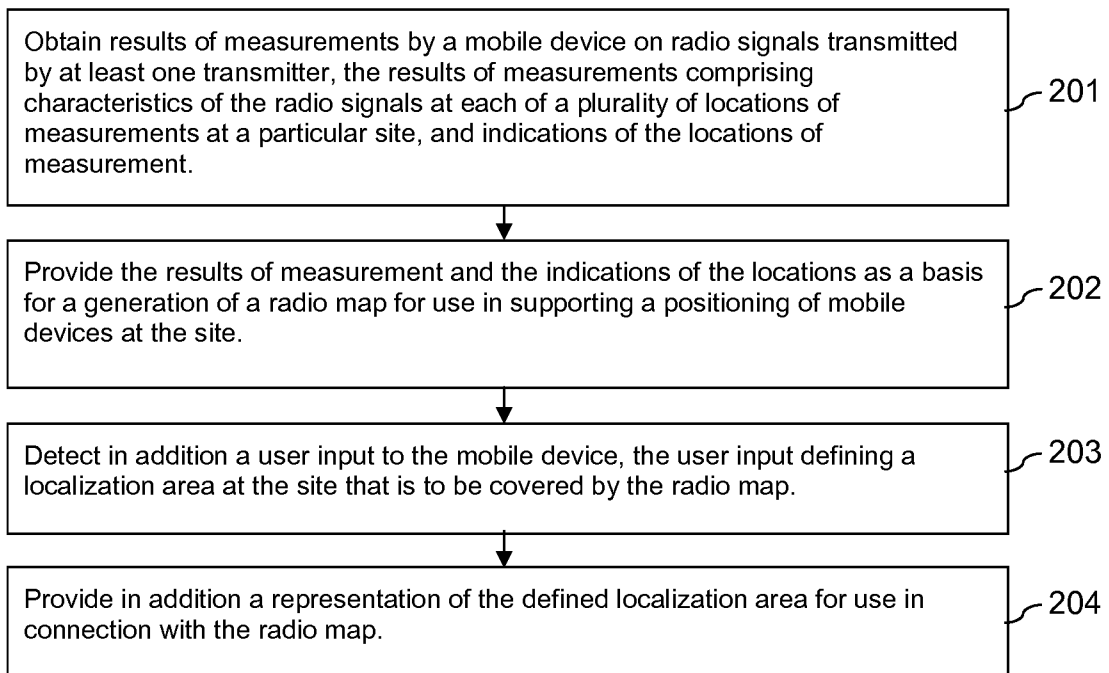 Obtain results of measurements by a mobile device on radio signals transmitted
by at least one transmitter, the results of measurements comprising
characteristics of the radio signals at each of a plurality of locations of
measurements at a particular site, and indications of the locations of
measurement.
201
Provide the results of measurement and the indications of the locations as a basis
for a generation of a radio map for use in supporting a positioning of mobile
devices at the site.
202
Detect in addition a user input to the mobile device, the user input defining a
localization area at the site that is to be covered by the radio map.
203
Provide in addition a representation of the defined localization area for use in
connection with the radio map.
204